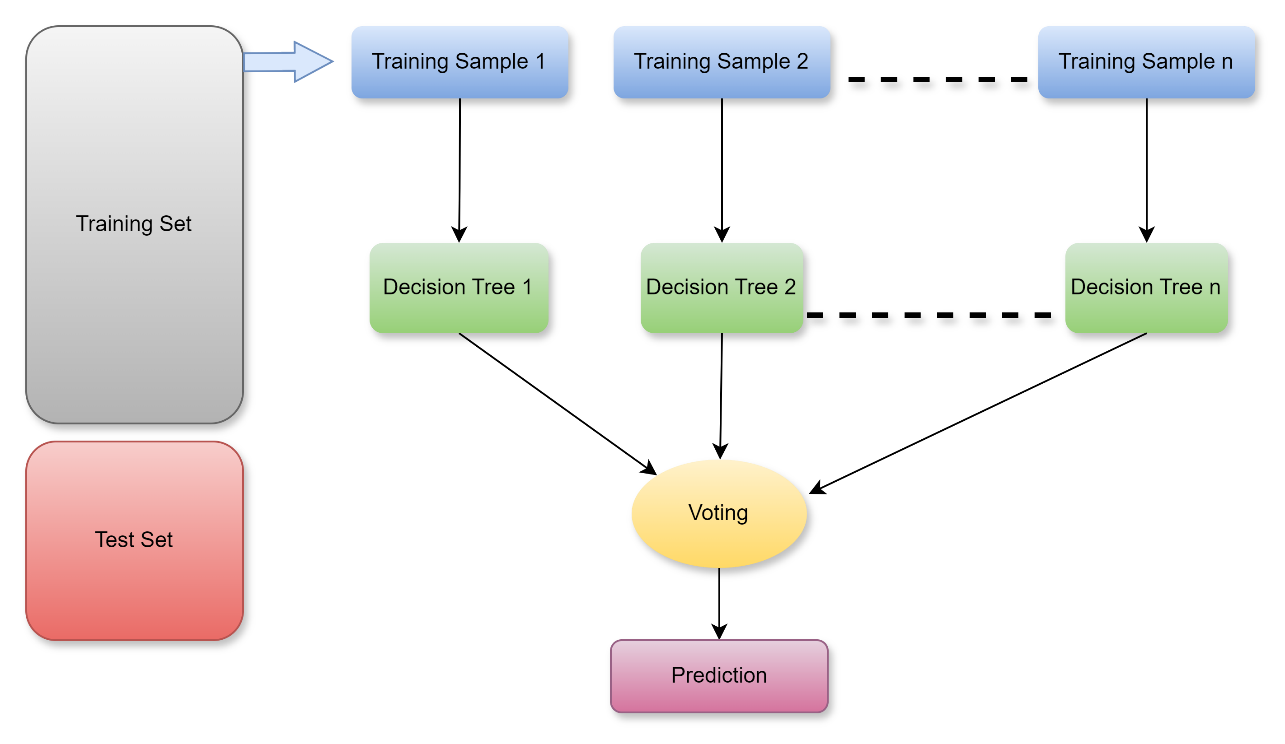 Training Sample 1
Training Sample 2
Training Sample n
Training Set
Decision Tree 1
Decision Tree 2
Decision Tree n
Voting
Test Set
Prediction